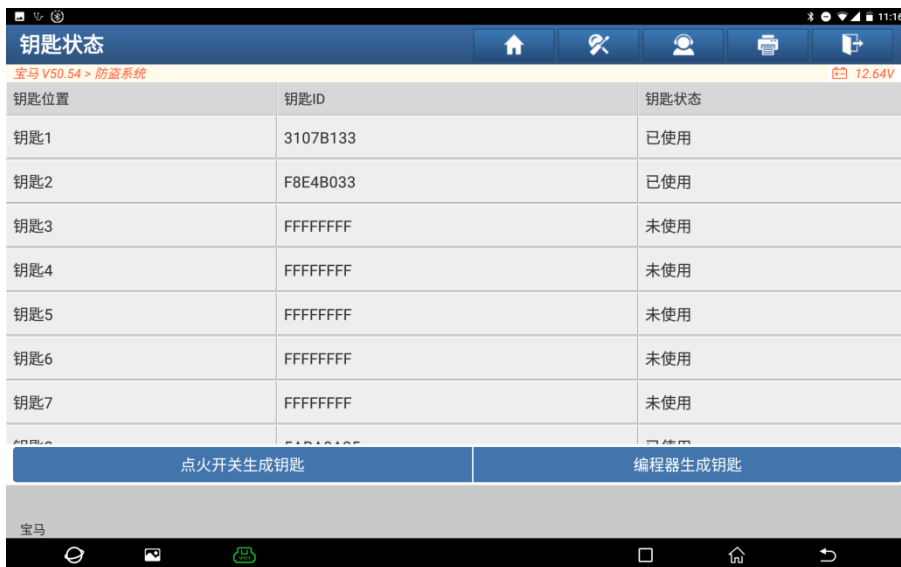 11:16
钥匙状态
宝马 V50.54 > 防盗系统 12.64V
钥匙位置 钥匙ID 钥匙状态
钥匙1 3107B133 已使用
钥匙2 F8E4B033 已使用
钥匙3 FFFFFFFF 未使用
钥匙4 FFFFFFFF 未使用
钥匙5 FFFFFFFF 未使用
钥匙6 FFFFFFFF 未使用
钥匙7 FFFFFFFF 未使用
点火开关生成钥匙 编程器生成钥匙
宝马
VCI